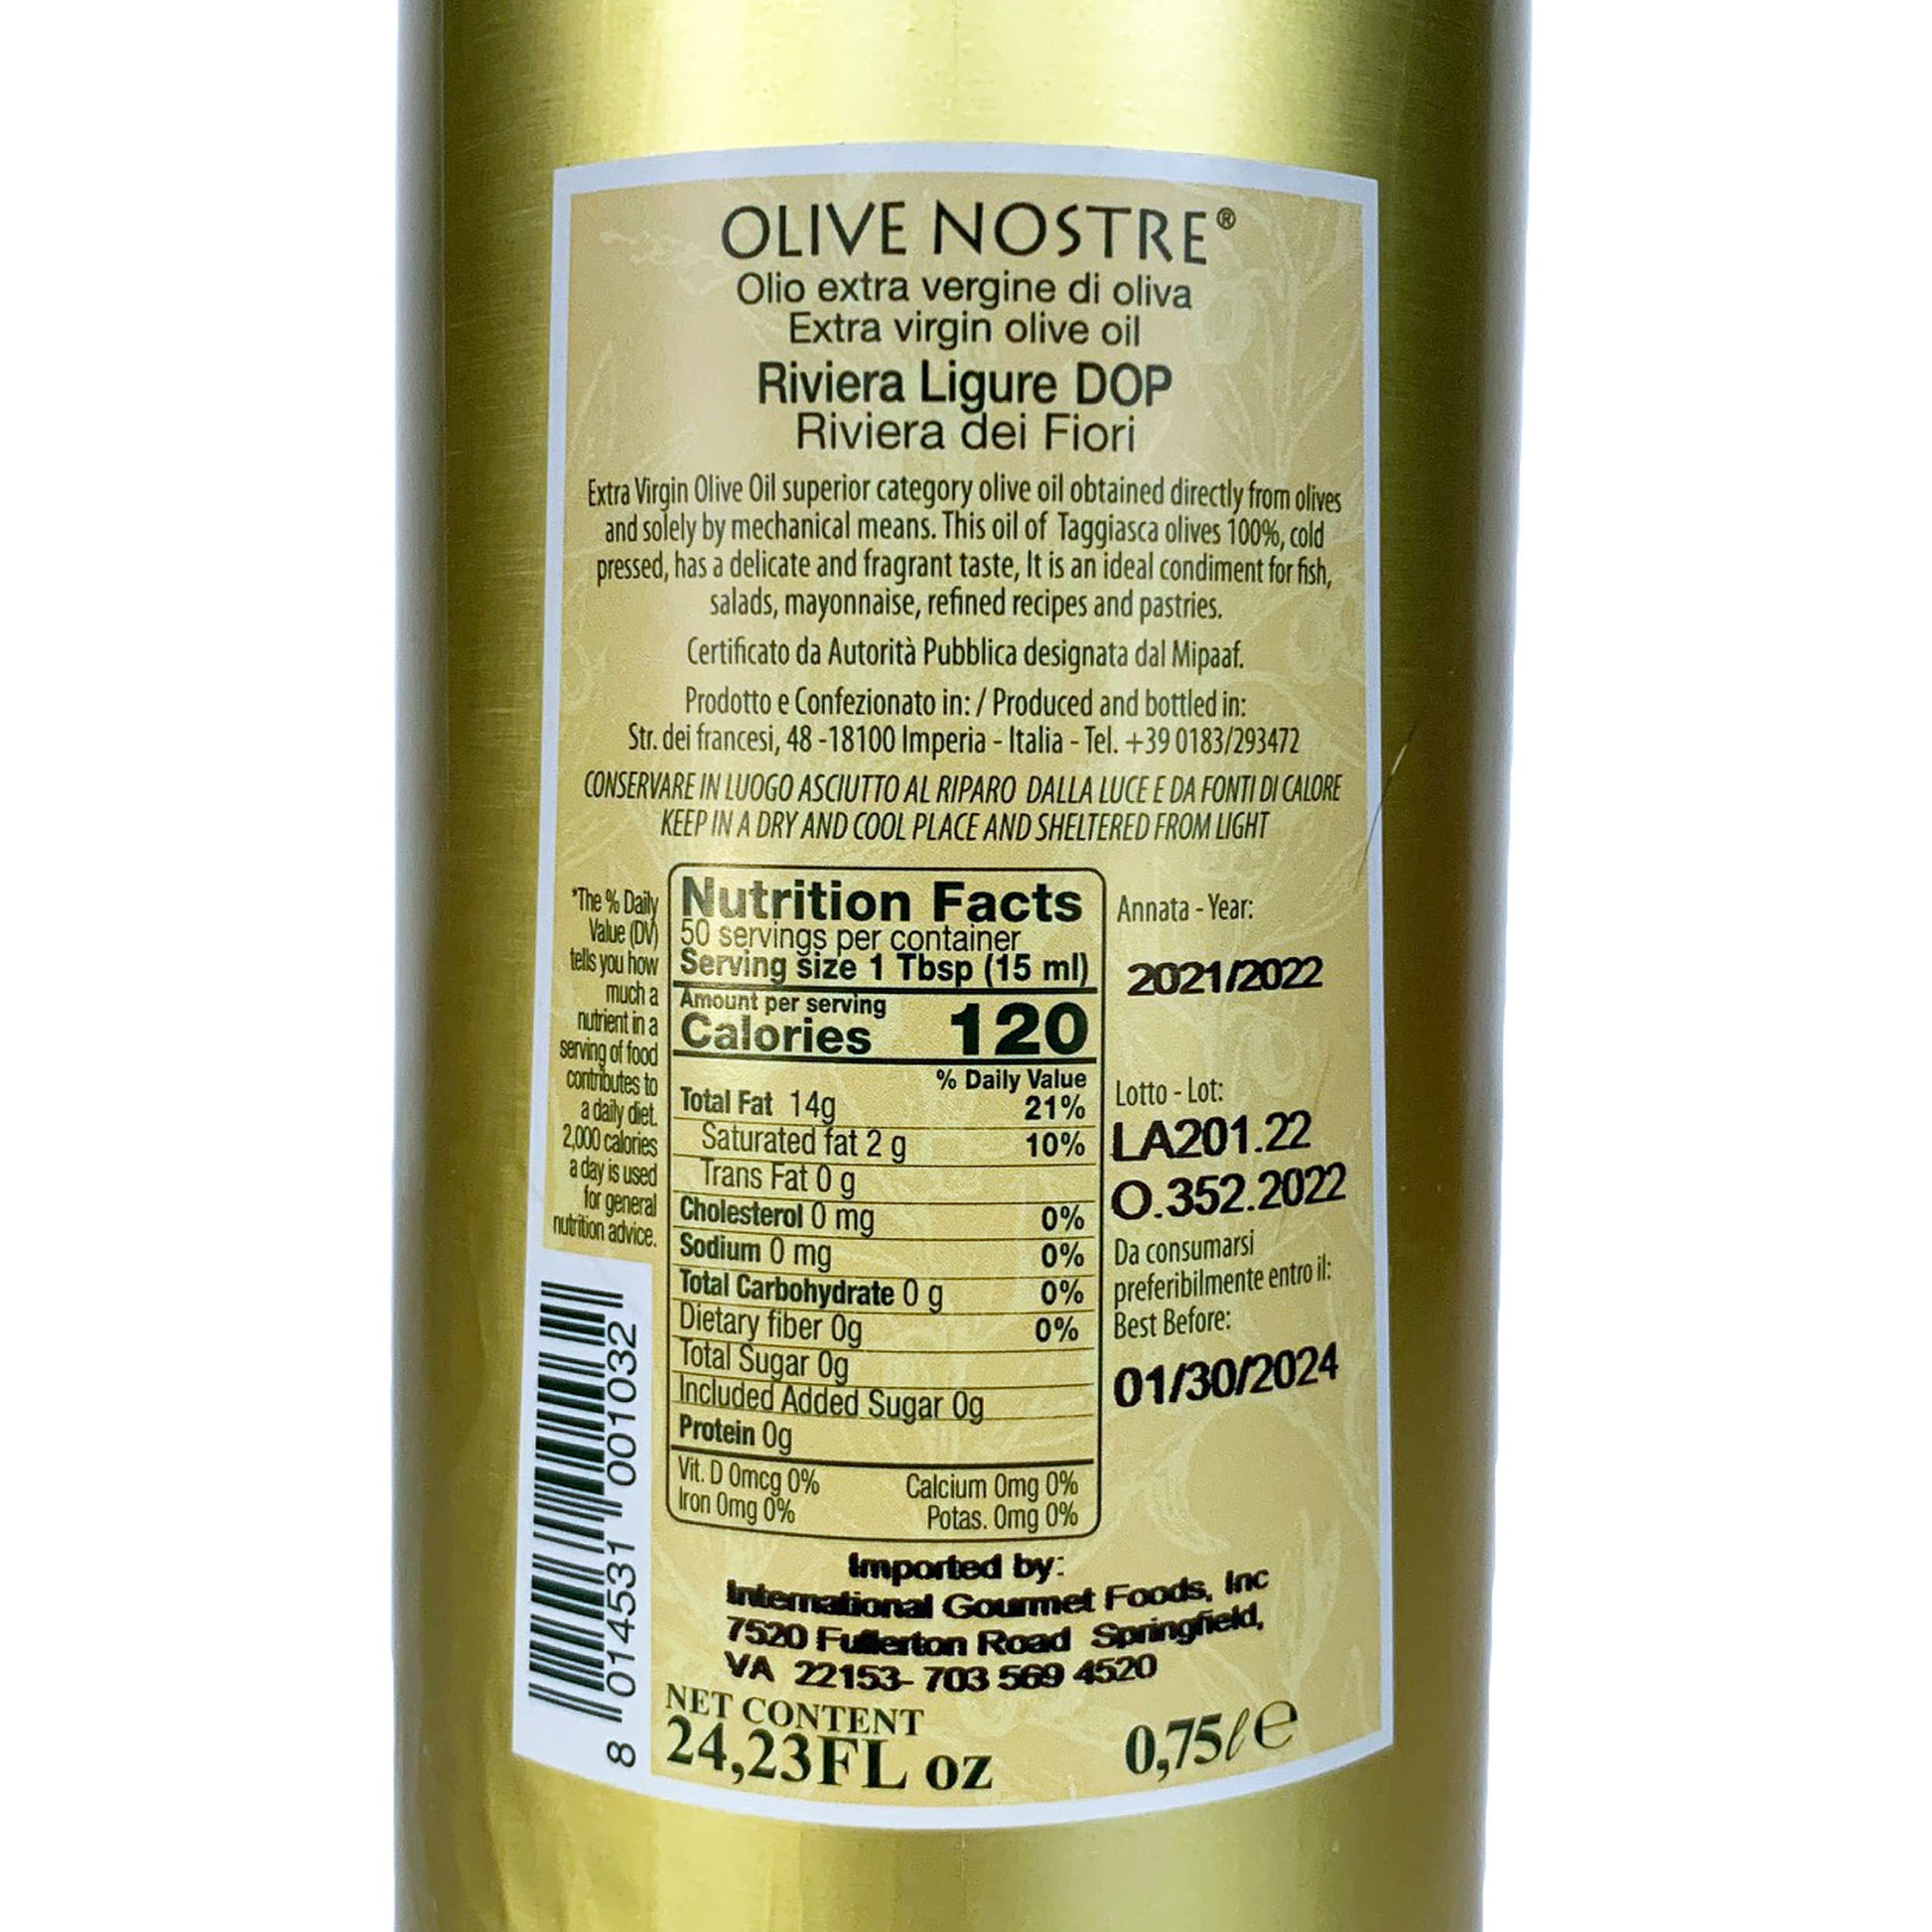 OLIVE NOSTRE®
Olio extra vergine di oliva
Extra virgin olive oil
Riviera Ligure DOP
Riviera dei Fiori
Extra Virgin Olive Oil superior category olive oil obtained directly from olives
and solely by mechanical means. This oil of Taggiasca olives 100%, cold
pressed, has a delicate and fragrant taste, It is an ideal condiment for fish,
salads, mayonnaise, refined recipes and pastries.
Certificato da Autorità Pubblica designata dal Mipaaf.
Prodotto e Confezionato in: / Produced and bottled in:
Str. dei francesi, 48 -18100 Imperia - Italia - Tel. +39 0183/293472
CONSERVARE IN LUOGO ASCIUTTO AL RIPARO DALLA LUCE E DA FONTI DI CALORE
KEEP IN A DRY AND COOL PLACE AND SHELTERED FROM LIGHT
*The % Daily
Value (DV)
tells you how
much a
nutrient in a
serving of food
contributes to
a daily diet.
2,000 calories
a day is used
for general
nutrition advice.
Nutrition Facts
50 servings per container
Serving size 1 Tbsp (15 ml)
Amount per serving
Calories 120
% Daily Value
Total Fat 14g 21%
Saturated fat 2 g 10%
Trans Fat 0 g
Cholesterol 0 mg 0%
Sodium 0 mg 0%
Total Carbohydrate 0 g 0%
Dietary fiber 0g 0%
Total Sugar 0g
Included Added Sugar 0g
Protein 0g
Vit. D 0mcg 0% Calcium 0mg 0%
Iron 0mg 0% Potas. 0mg 0%
Annata - Year:
2021/2022
Lotto - Lot:
LA201.22
O.352.2022
Da consumarsi
preferibilmente entro il:
Best Before:
01/30/2024
8 014531 001032
Imported by:
International Gourmet Foods, Inc
7520 Fullerton Road Springfield,
VA 22153- 703 569 4520
NET CONTENT
24,23FL oz 0,75ℓ e